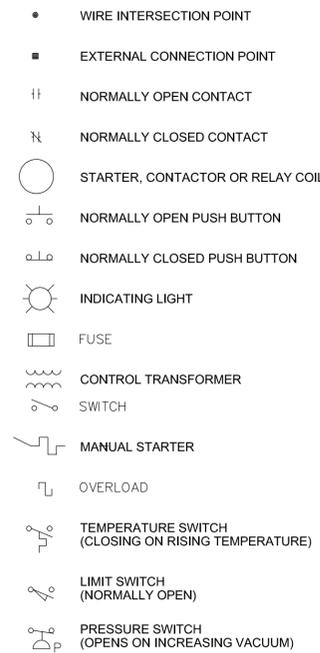 WIRE INTERSECTION POINT
EXTERNAL CONNECTION POINT
NORMALLY OPEN CONTACT
NORMALLY CLOSED CONTACT
STARTER, CONTACTOR OR RELAY COIL
NORMALLY OPEN PUSH BUTTON
NORMALLY CLOSED PUSH BUTTON
INDICATING LIGHT
FUSE
CONTROL TRANSFORMER
SWITCH
MANUAL STARTER
OVERLOAD
TEMPERATURE SWITCH
(CLOSING ON RISING TEMPERATURE)
LIMIT SWITCH
(NORMALLY OPEN)
PRESSURE SWITCH
(OPENS ON INCREASING VACUUM)
P